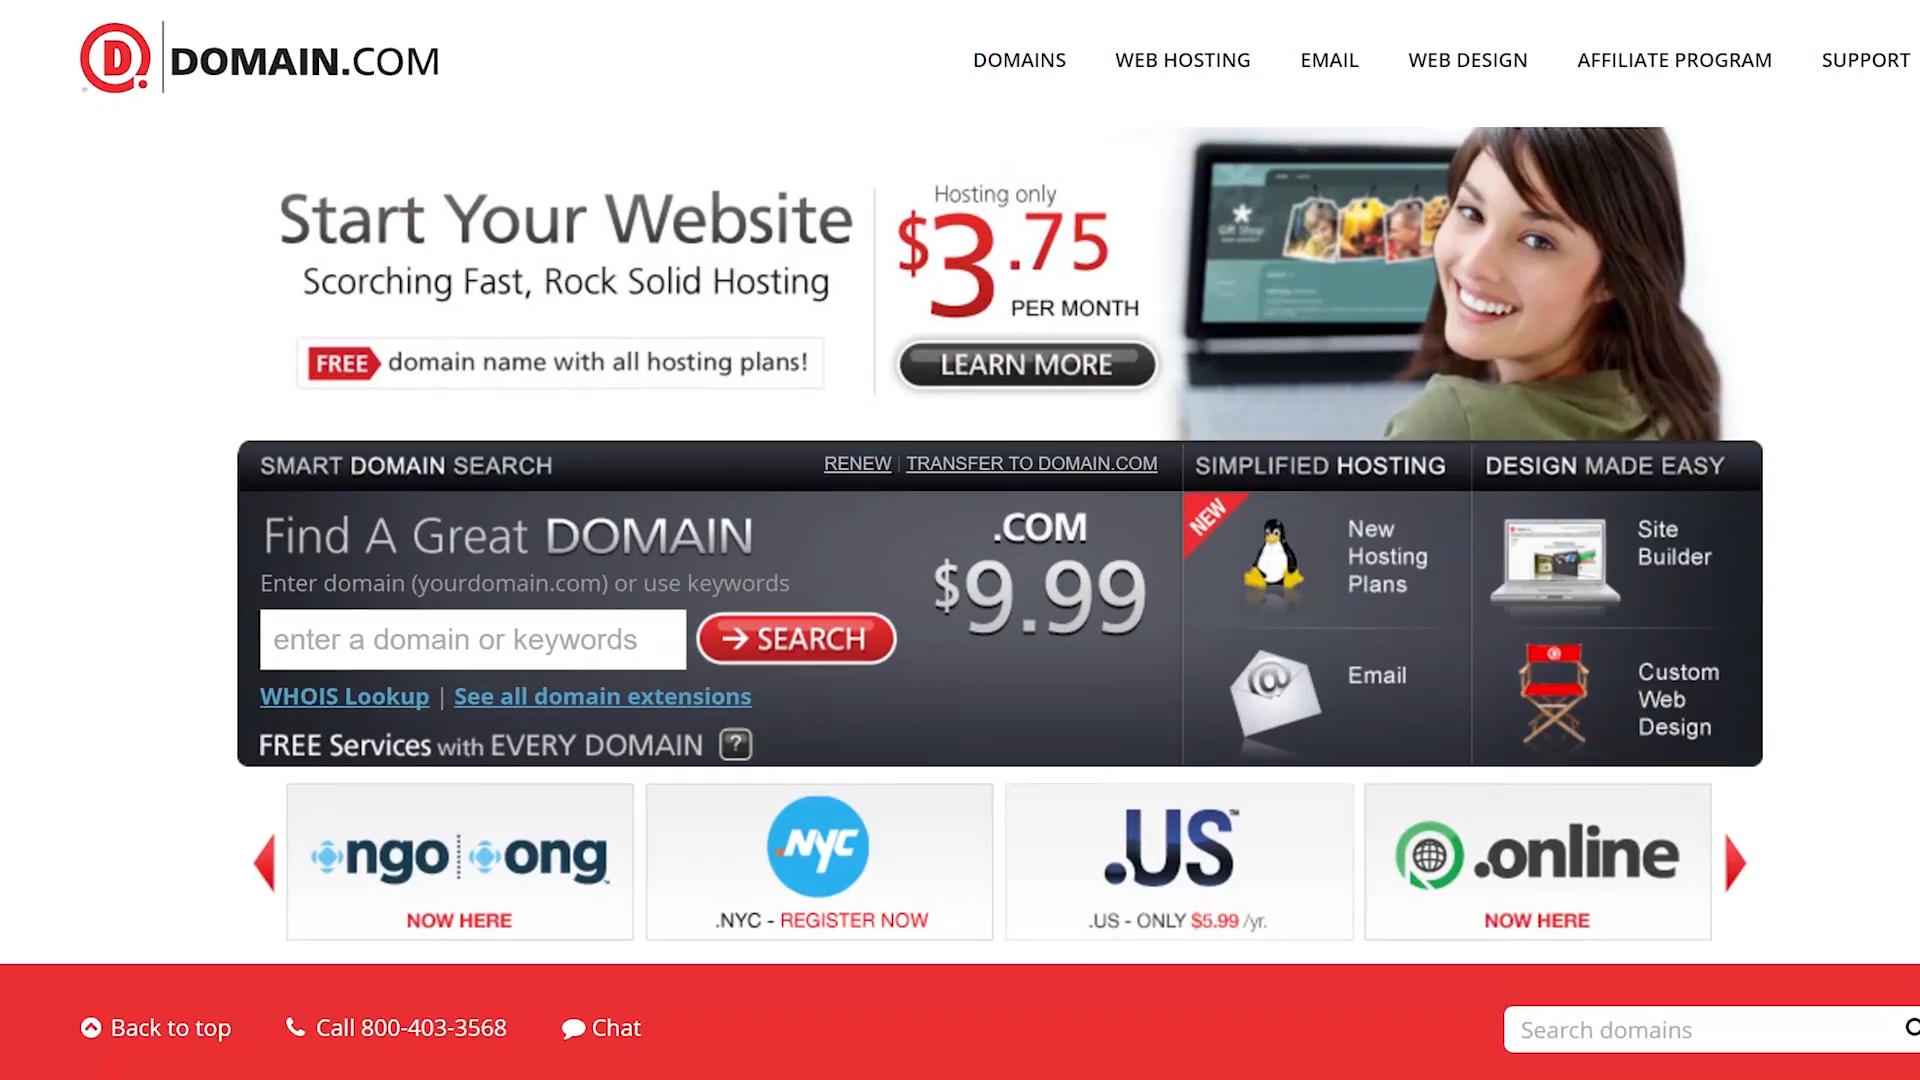 DOMAIN.COM
DOMAINS
WEB HOSTING
EMAIL
WEB DESIGN
AFFILIATE PROGRAM
SUPPORT
Start Your Website
Scorching Fast, Rock Solid Hosting
FREE domain name with all hosting plans!
Hosting only
$3.75
PER MONTH
LEARN MORE
Gift Shop
SMART DOMAIN SEARCH
RENEW | TRANSFER TO DOMAIN.COM
Find A Great DOMAIN
Enter domain (yourdomain.com) or use keywords
enter a domain or keywords
SEARCH
.COM
$9.99
WHOIS Lookup | See all domain extensions
FREE Services with EVERY DOMAIN ?
SIMPLIFIED HOSTING
NEW
New
Hosting
Plans
Email
DESIGN MADE EASY
Site
Builder
Custom
Web
Design
.ngo .ong
NOW HERE
.NYC
.NYC - REGISTER NOW
.US™
.US - ONLY $5.99 /yr.
.online
NOW HERE
Back to top
Call 800-403-3568
Chat
Search domains